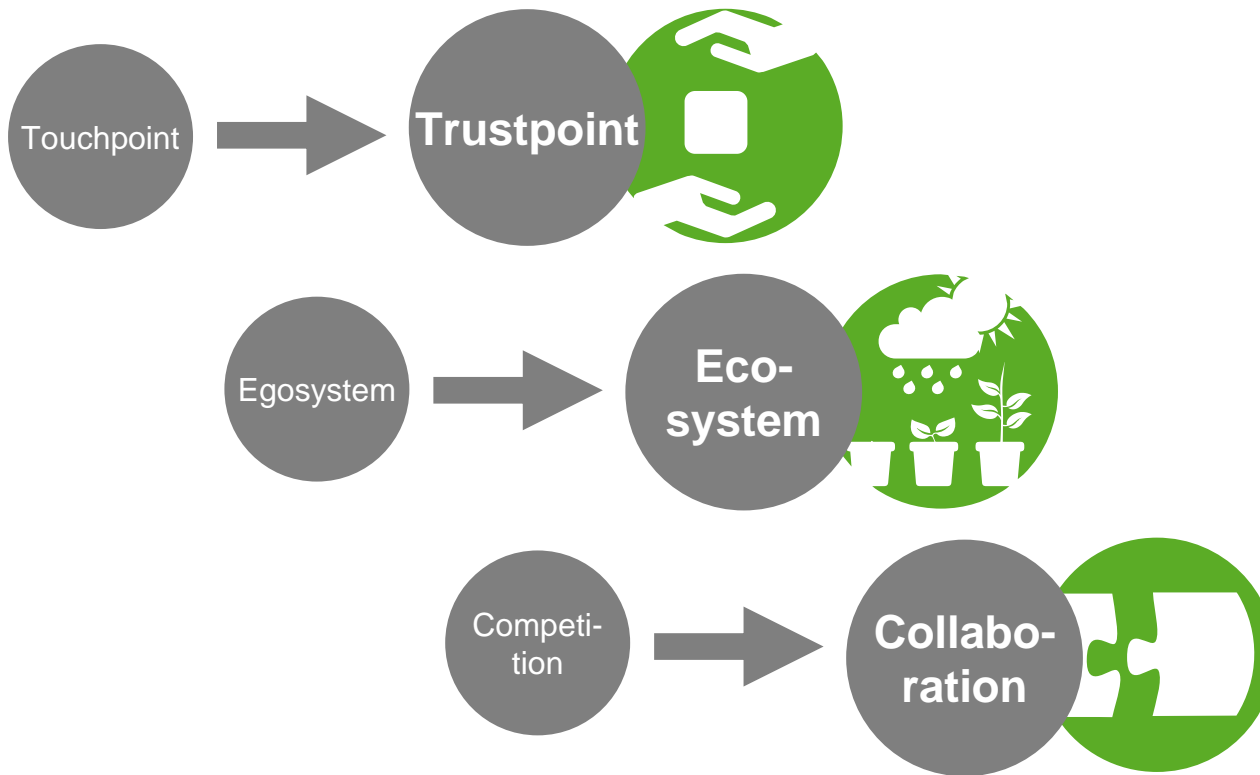 Touchpoint
Trustpoint
Egosystem
Eco-
system
Competi-
tion
Collabo-
ration